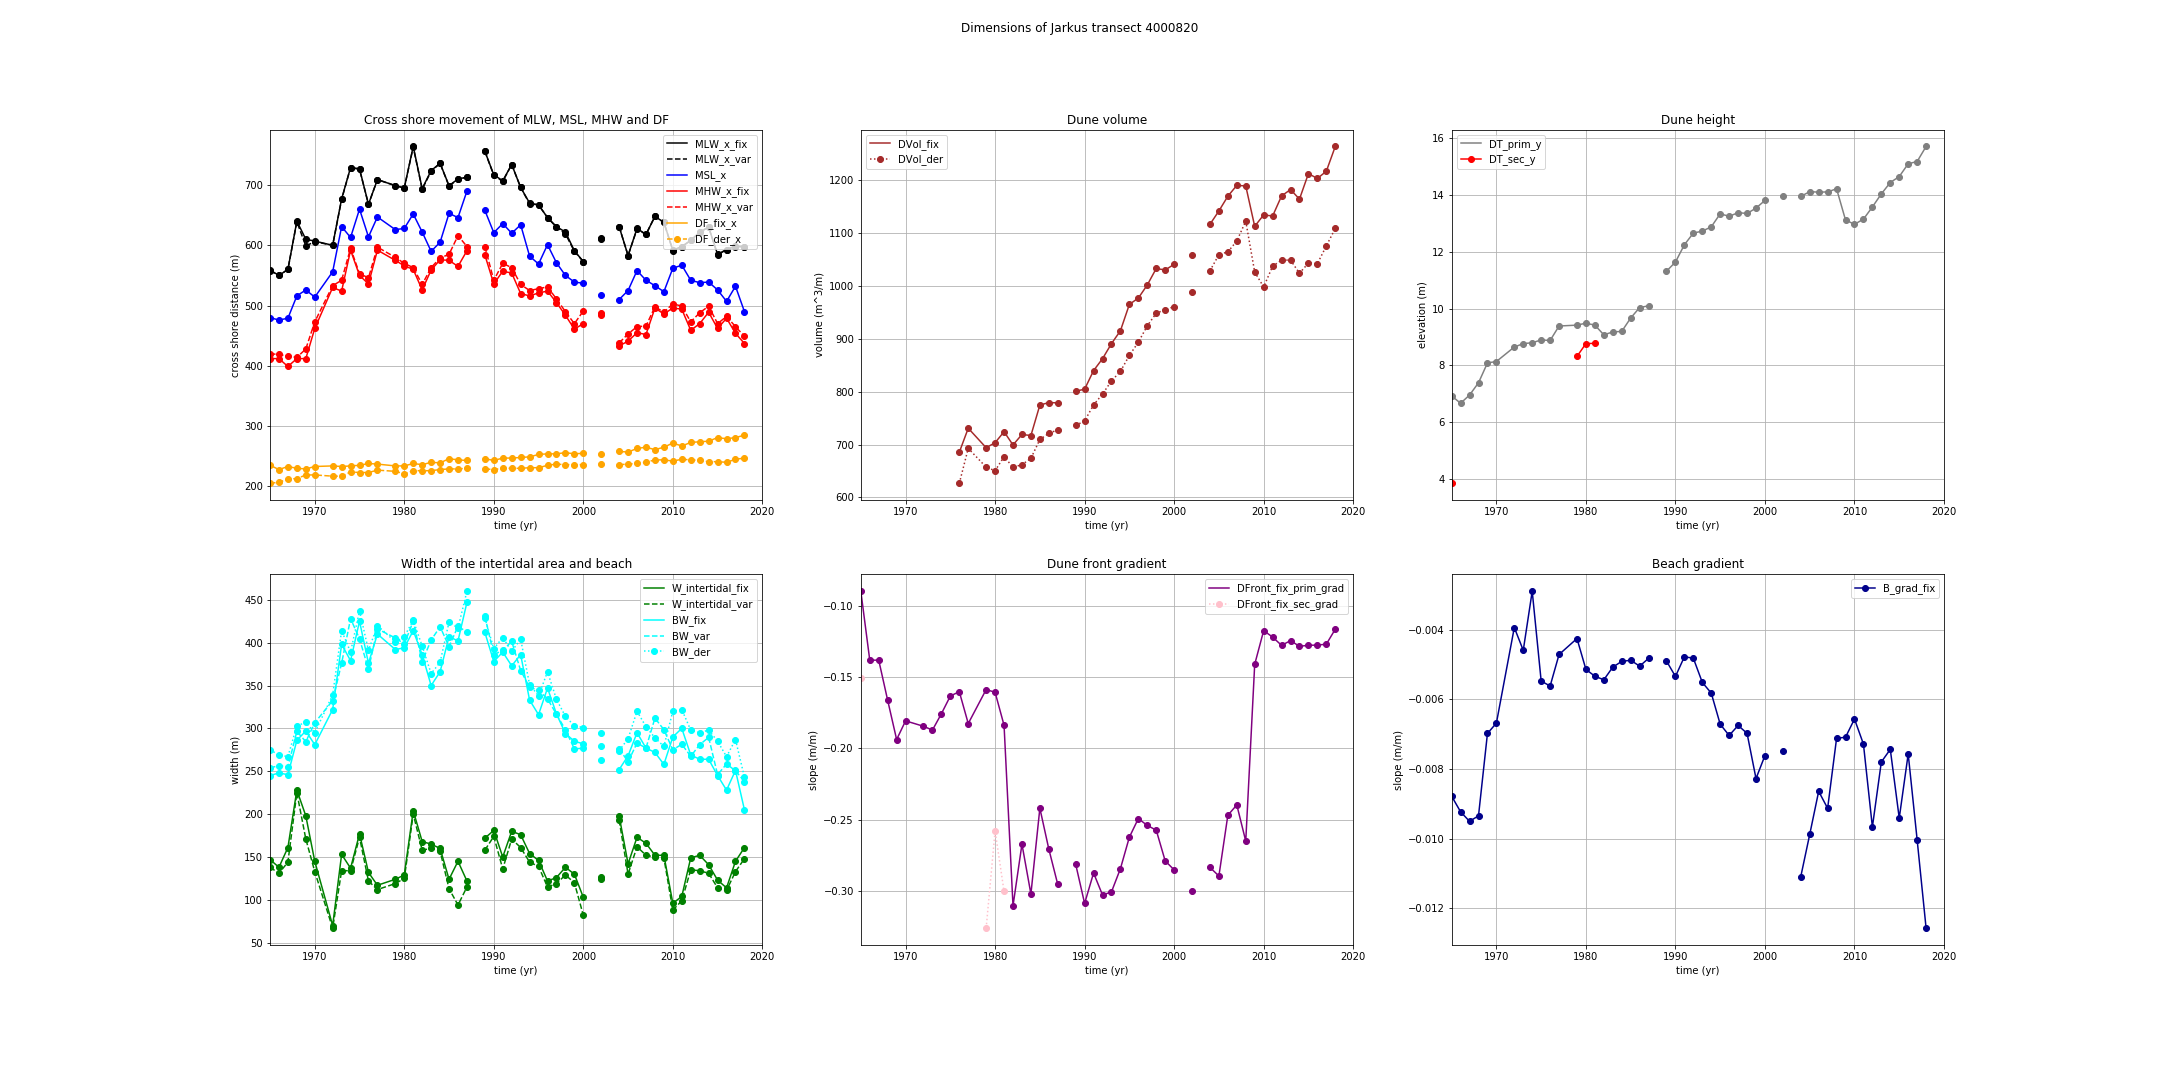 Dimensions of Jarkus transect 4000820
Cross shore movement of MLW, MSL, MHW and DF
cross shore distance (m)
700
600
500
400
300
200
MLW_x_fix
MLW_x_var
MSL_x
MHW_x_fix
MHW_x_var
DF_fix_x
DF_der_x
1970 1980 1990 2000 2010 2020
time (yr)
Dune volume
volume (m^3/m)
1200
1100
1000
900
800
700
600
DVol_fix
DVol_der
1970 1980 1990 2000 2010 2020
time (yr)
Dune height
elevation (m)
16
14
12
10
8
6
4
DT_prim_y
DT_sec_y
1970 1980 1990 2000 2010 2020
time (yr)
Width of the intertidal area and beach
width (m)
450
400
350
300
250
200
150
100
50
W_intertidal_fix
W_intertidal_var
BW_fix
BW_var
BW_der
1970 1980 1990 2000 2010 2020
time (yr)
Dune front gradient
slope (m/m)
−0.10
−0.15
−0.20
−0.25
−0.30
DFront_fix_prim_grad
DFront_fix_sec_grad
1970 1980 1990 2000 2010 2020
time (yr)
Beach gradient
slope (m/m)
−0.004
−0.006
−0.008
−0.010
−0.012
B_grad_fix
1970 1980 1990 2000 2010 2020
time (yr)